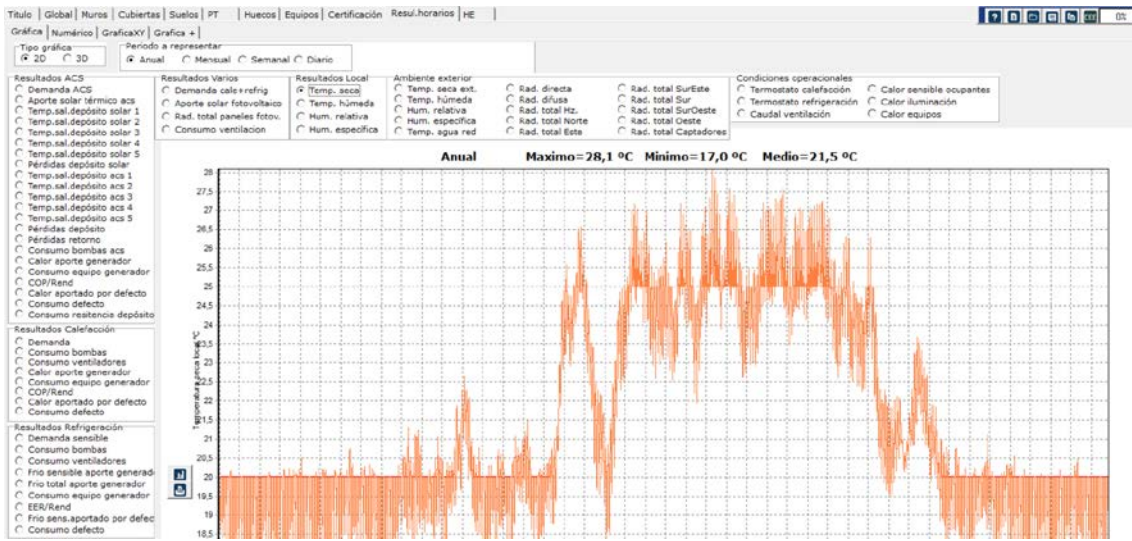 Titulo Global Muros Cubiertas Suelos PT Huecos Equipos Certificación Resul.horarios HE
? 0%
Gráfica Numérico GraficaXY Grafica +
Tipo gráfica
2D 3D
Periodo a representar
Anual Mensual Semanal Diario
Resultados ACS
Demanda ACS
Aporte solar térmico acs
Temp.sal.depósito solar 1
Temp.sal.depósito solar 2
Temp.sal.depósito solar 3
Temp.sal.depósito solar 4
Temp.sal.depósito solar 5
Pérdidas depósito solar
Temp.sal.depósito acs 1
Temp.sal.depósito acs 2
Temp.sal.depósito acs 3
Temp.sal.depósito acs 4
Temp.sal.depósito acs 5
Pérdidas depósito
Pérdidas retorno
Consumo bombas acs
Calor aporte generador
Consumo equipo generador
COP/Rend
Calor aportado por defecto
Consumo defecto
Consumo resitencia depósito
Resultados Calefacción
Demanda
Consumo bombas
Consumo ventiladores
Calor aporte generador
Consumo equipo generador
COP/Rend
Calor aportado por defecto
Consumo defecto
Resultados Refrigeración
Demanda sensible
Consumo bombas
Consumo ventiladores
Frio sensible aporte generad
Frio total aporte generador
Consumo equipo generador
EER/Rend
Frio sens.aportado por defec
Consumo defecto
Resultados Varios
Demanda cale+refrig
Aporte solar fotovoltaico
Rad. total paneles fotov.
Consumo ventilacion
Resultados Local
Temp. seca
Temp. húmeda
Hum. relativa
Hum. específica
Ambiente exterior
Temp. seca ext.
Temp. húmeda
Hum. relativa
Hum. específica
Temp. agua red
Rad. directa
Rad. difusa
Rad. total Hz.
Rad. total Norte
Rad. total Este
Rad. total SurEste
Rad. total Sur
Rad. total SurOeste
Rad. total Oeste
Rad. total Captadores
Condiciones operacionales
Termostato calefacción
Termostato refrigeración
Caudal ventilación
Calor sensible ocupantes
Calor iluminación
Calor equipos
Anual Maximo=28,1 ºC Minimo=17,0 ºC Medio=21,5 ºC
Temperatura seca local ºC
28
27,5
27
26,5
26
25,5
25
24,5
24
23,5
23
22,5
22
21,5
21
20,5
20
19,5
19
18,5